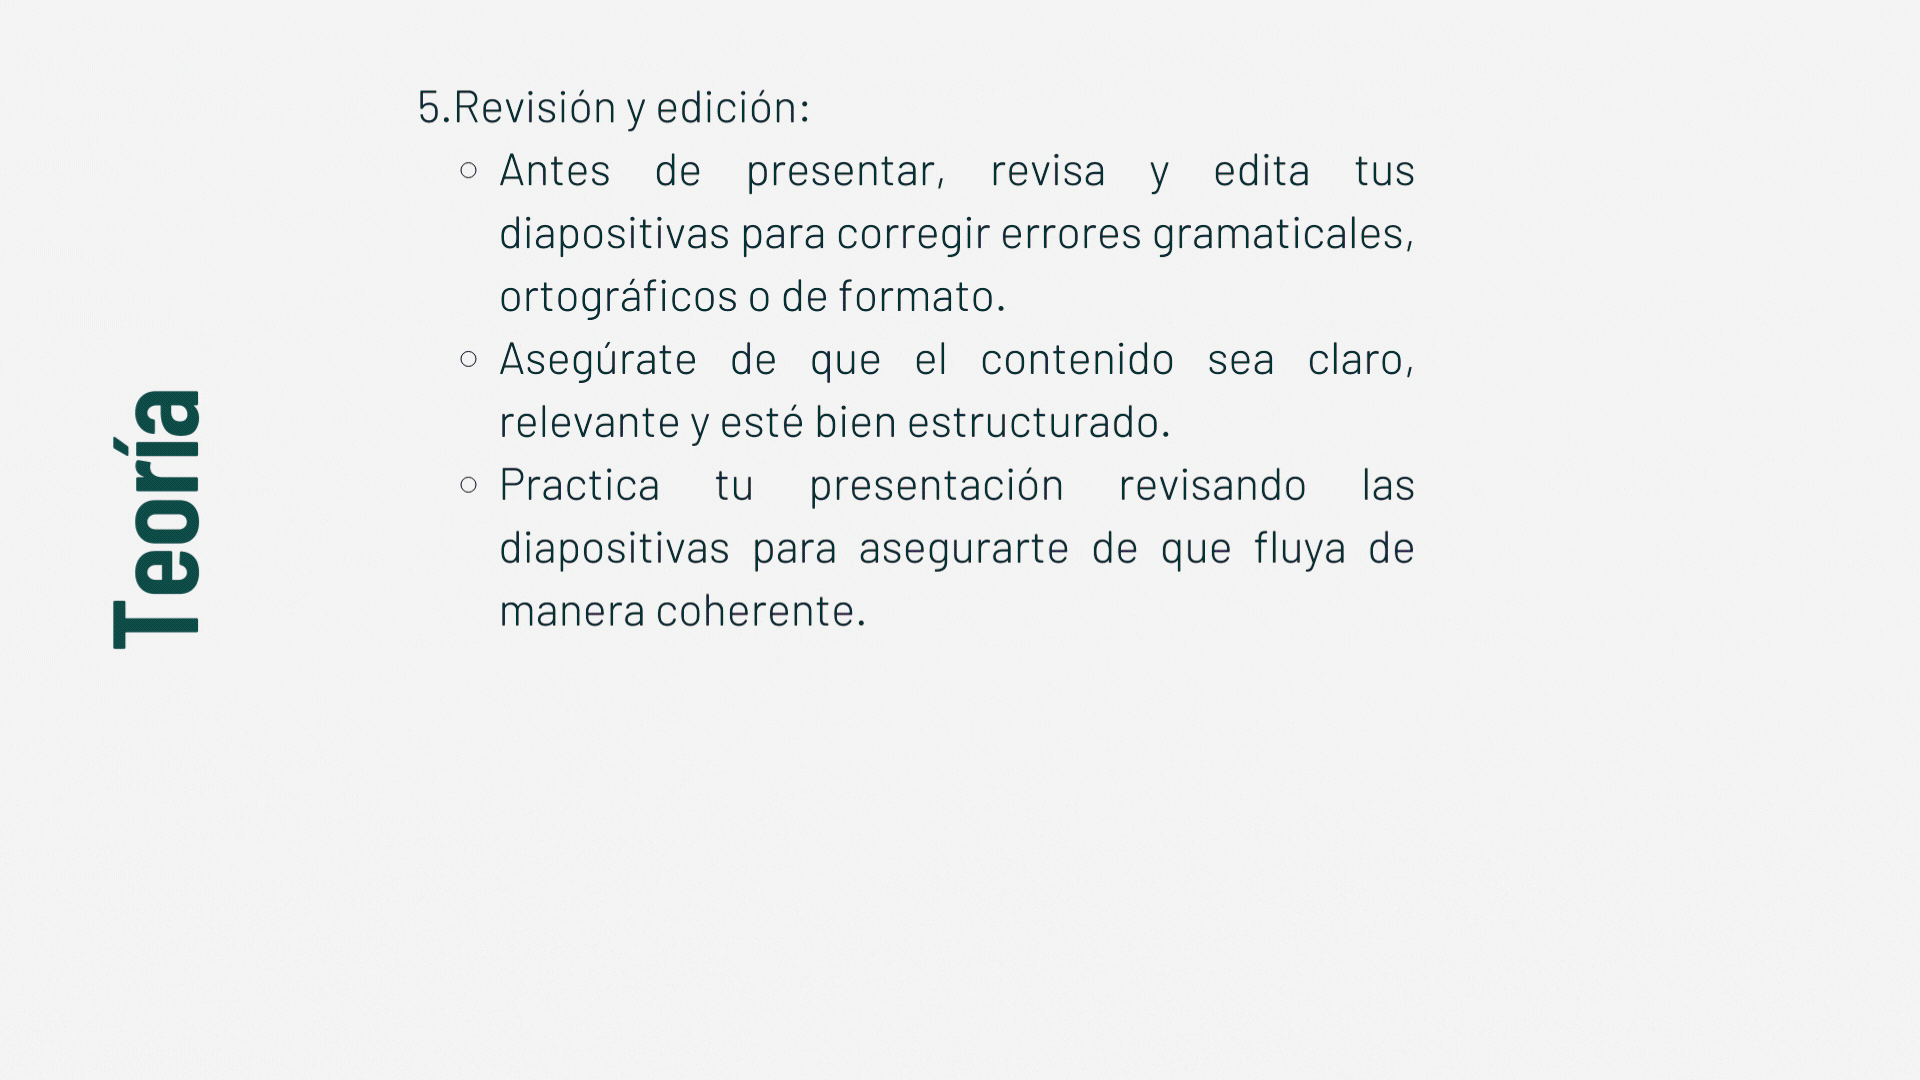 Teoría
5.Revisión y edición:
○ Antes de presentar, revisa y edita tus
diapositivas para corregir errores gramaticales,
ortográficos o de formato.
○ Asegúrate de que el contenido sea claro,
relevante y esté bien estructurado.
○ Practica tu presentación revisando las
diapositivas para asegurarte de que fluya de
manera coherente.